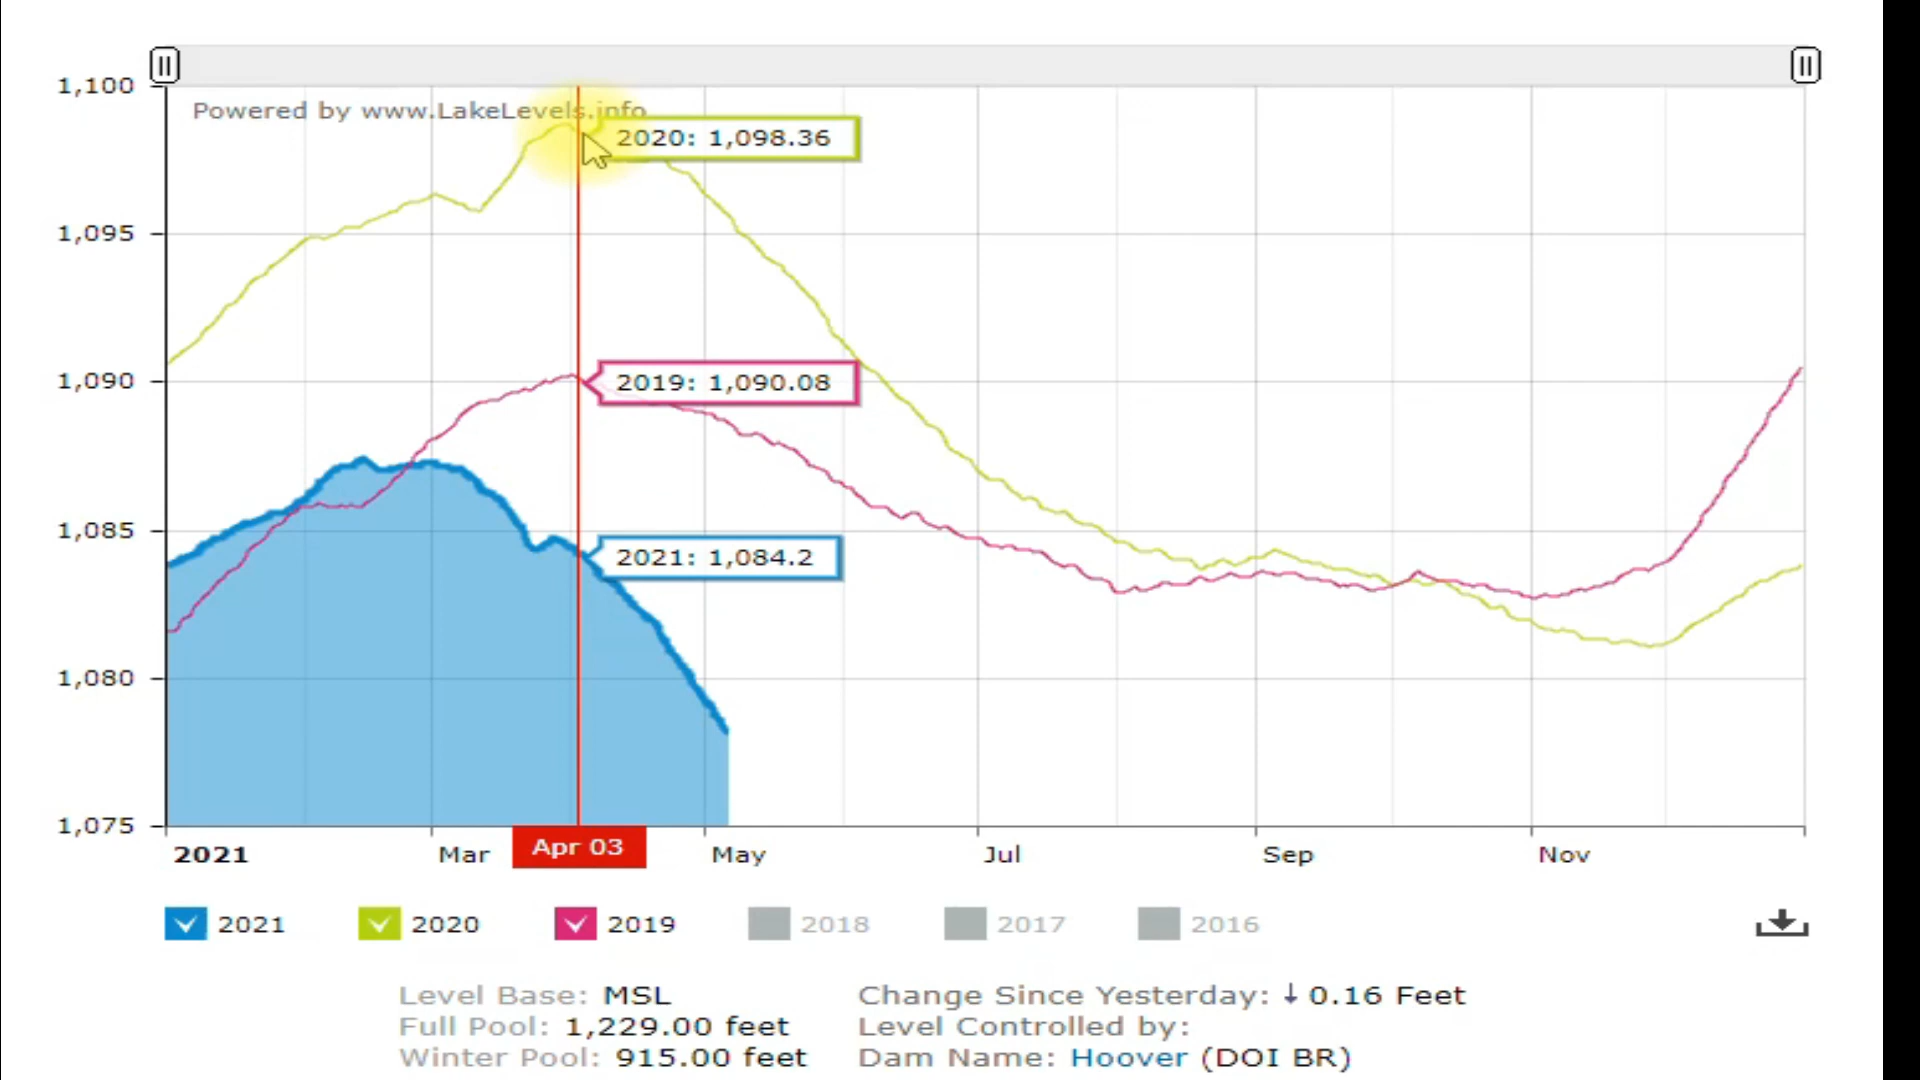 1,100
Powered by www.LakeLevels.info
2020: 1,098.36
1,095
1,090
2019: 1,090.08
1,085
2021: 1,084.2
1,080
1,075
2021 Mar Apr 03 May Jul Sep Nov
2021 2020 2019 2018 2017 2016
Level Base: MSL
Full Pool: 1,229.00 feet
Winter Pool: 915.00 feet
Change Since Yesterday: ↓ 0.16 Feet
Level Controlled by:
Dam Name: Hoover (DOI BR)